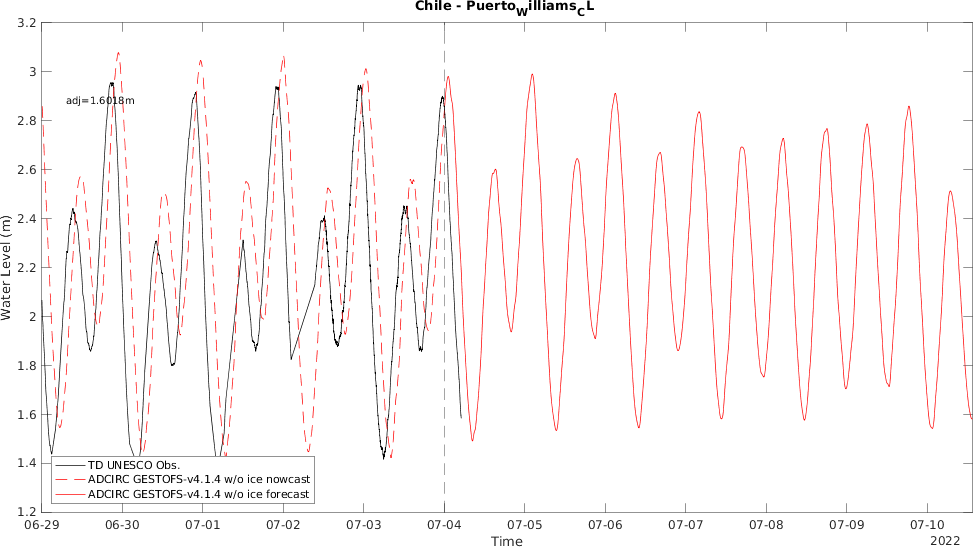 Chile - PuertoWilliamsCL
3.2
3
2.8
2.6
2.4
2.2
2
1.8
1.6
1.4
1.2
Water Level (m)
adj=1.6018m
TD UNESCO Obs.
ADCIRC GESTOFS-v4.1.4 w/o ice nowcast
ADCIRC GESTOFS-v4.1.4 w/o ice forecast
06-29 06-30 07-01 07-02 07-03 07-04 07-05 07-06 07-07 07-08 07-09 07-10
Time
2022